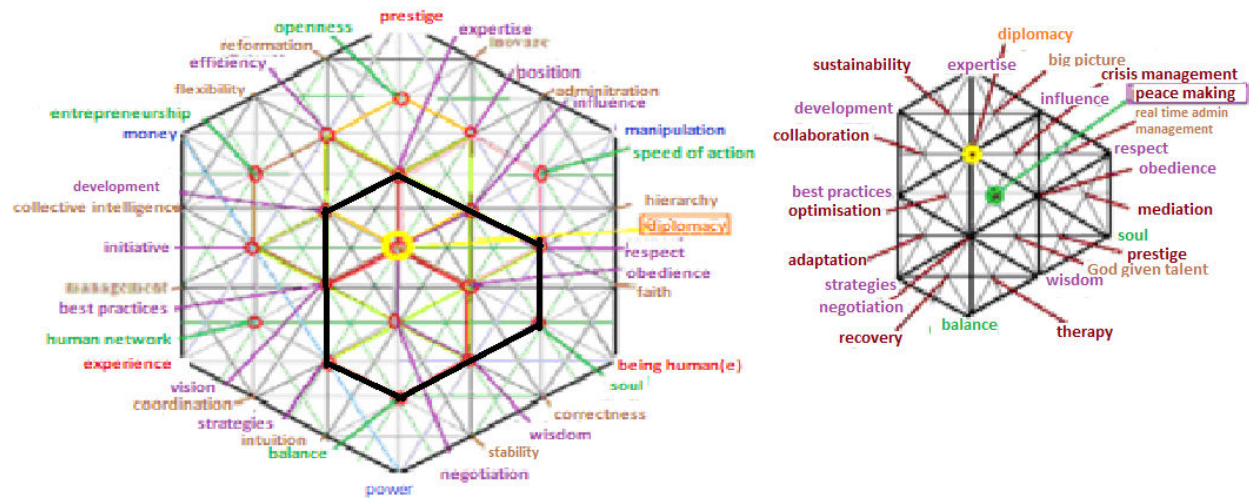 prestige
openness
expertise
reformation
efficiency
position
flexibility
adminitration
influence
entrepreneurship
money
manipulation
speed of action
development
collective intelligence
hierarchy
diplomacy
initiative
respect
obedience
management
faith
best practices
human network
experience
being human(e)
vision
soul
coordination
correctness
strategies
wisdom
intuition
stability
balance
negotiation
power
diplomacy
expertise
big picture
sustainability
crisis management
peace making
development
influence
real time admin
management
collaboration
respect
obedience
best practices
optimisation
mediation
soul
adaptation
prestige
God given talent
strategies
wisdom
negotiation
balance
recovery
therapy